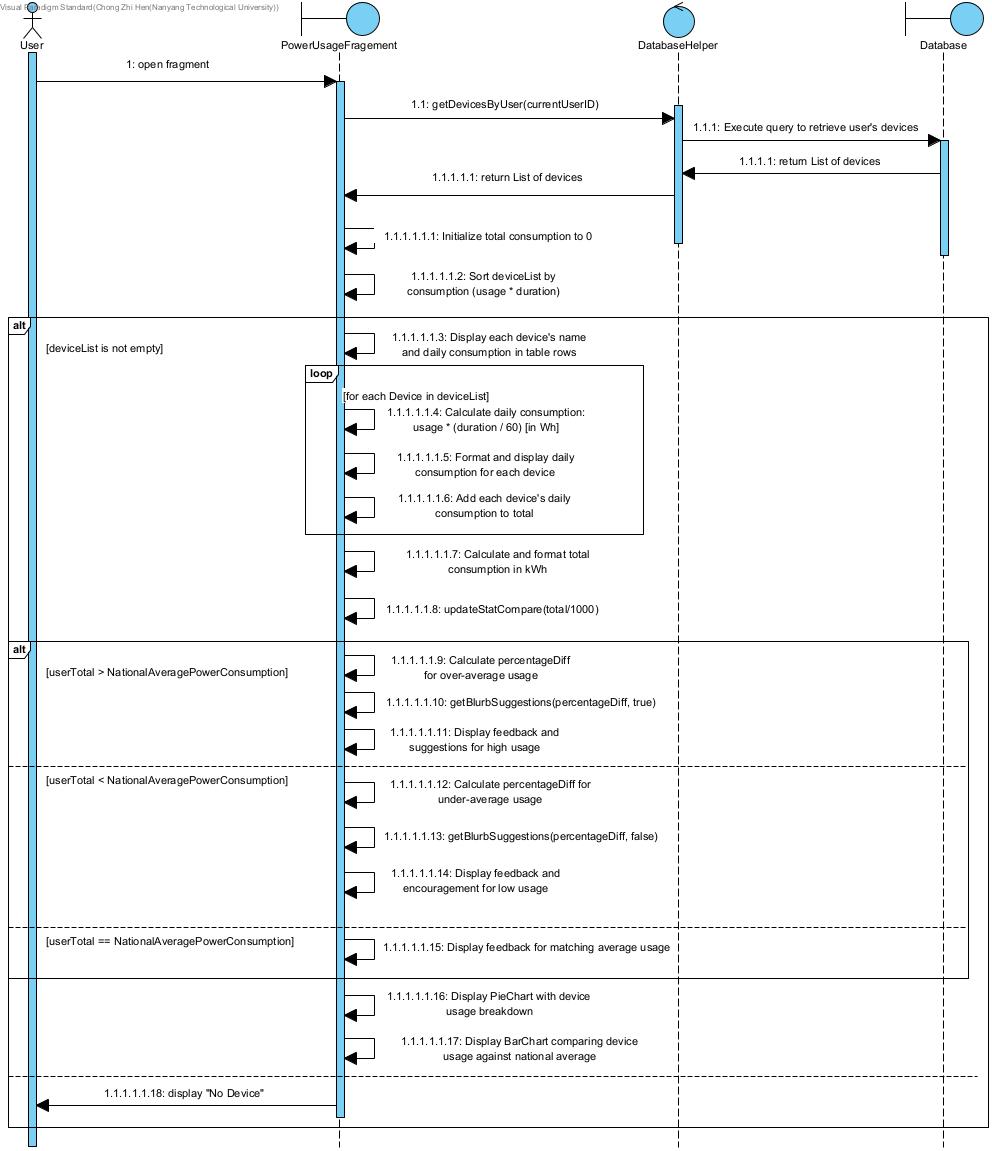 Visual Paradigm Standard(Chong Zhi Hen(Nanyang Technological University))
User
PowerUsageFragement
DatabaseHelper
Database
1: open fragment
1.1: getDevicesByUser(currentUserID)
1.1.1: Execute query to retrieve user's devices
1.1.1.1: return List of devices
1.1.1.1.1: return List of devices
1.1.1.1.1.1: Initialize total consumption to 0
1.1.1.1.1.2: Sort deviceList by
consumption (usage * duration)
alt
[deviceList is not empty]
1.1.1.1.1.3: Display each device's name
and daily consumption in table rows
loop
[for each Device in deviceList]
1.1.1.1.1.4: Calculate daily consumption:
usage * (duration / 60) [in Wh]
1.1.1.1.1.5: Format and display daily
consumption for each device
1.1.1.1.1.6: Add each device's daily
consumption to total
1.1.1.1.1.7: Calculate and format total
consumption in kWh
1.1.1.1.1.8: updateStatCompare(total/1000)
alt
[userTotal > NationalAveragePowerConsumption]
1.1.1.1.1.9: Calculate percentageDiff
for over-average usage
1.1.1.1.1.10: getBlurbSuggestions(percentageDiff, true)
1.1.1.1.1.11: Display feedback and
suggestions for high usage
[userTotal < NationalAveragePowerConsumption]
1.1.1.1.1.12: Calculate percentageDiff for
under-average usage
1.1.1.1.1.13: getBlurbSuggestions(percentageDiff, false)
1.1.1.1.1.14: Display feedback and
encouragement for low usage
[userTotal == NationalAveragePowerConsumption]
1.1.1.1.1.15: Display feedback for matching average usage
1.1.1.1.1.16: Display PieChart with device
usage breakdown
1.1.1.1.1.17: Display BarChart comparing device
usage against national average
1.1.1.1.1.18: display "No Device"